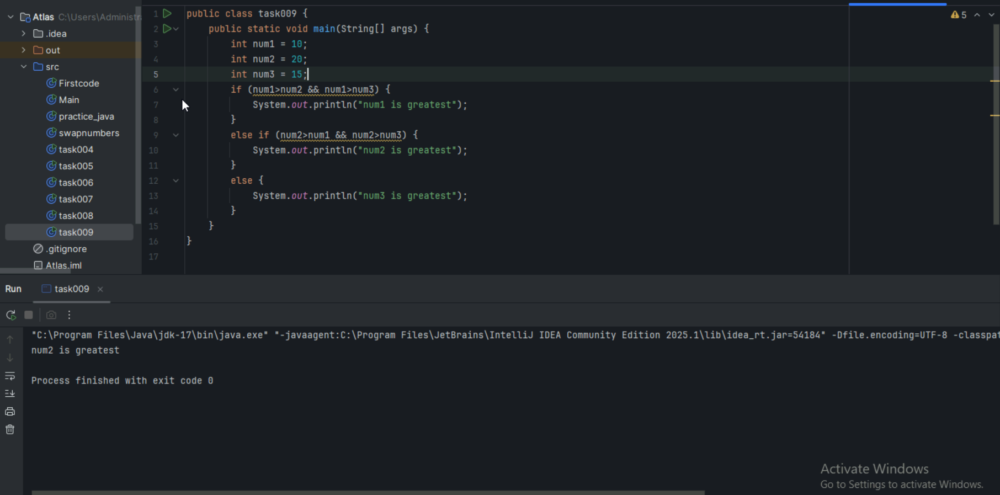 Atlas C:\Users\Administr
.idea
out
src
Firstcode
Main
practice_java
swapnumbers
task004
task005
task006
task007
task008
task009
.gitignore
Atlas.iml
5
1 public class task009 {
2     public static void main(String[] args) {
3         int num1 = 10;
4         int num2 = 20;
5         int num3 = 15;
6         if (num1>num2 && num1>num3) {
7             System.out.println("num1 is greatest");
8         }
9         else if (num2>num1 && num2>num3) {
10             System.out.println("num2 is greatest");
11         }
12         else {
13             System.out.println("num3 is greatest");
14         }
15     }
16 }
17
Run task009
"C:\Program Files\Java\jdk-17\bin\java.exe" "-javaagent:C:\Program Files\JetBrains\IntelliJ IDEA Community Edition 2025.1\lib\idea_rt.jar=54184" -Dfile.encoding=UTF-8 -classpat
num2 is greatest
Process finished with exit code 0
Activate Windows
Go to Settings to activate Windows.